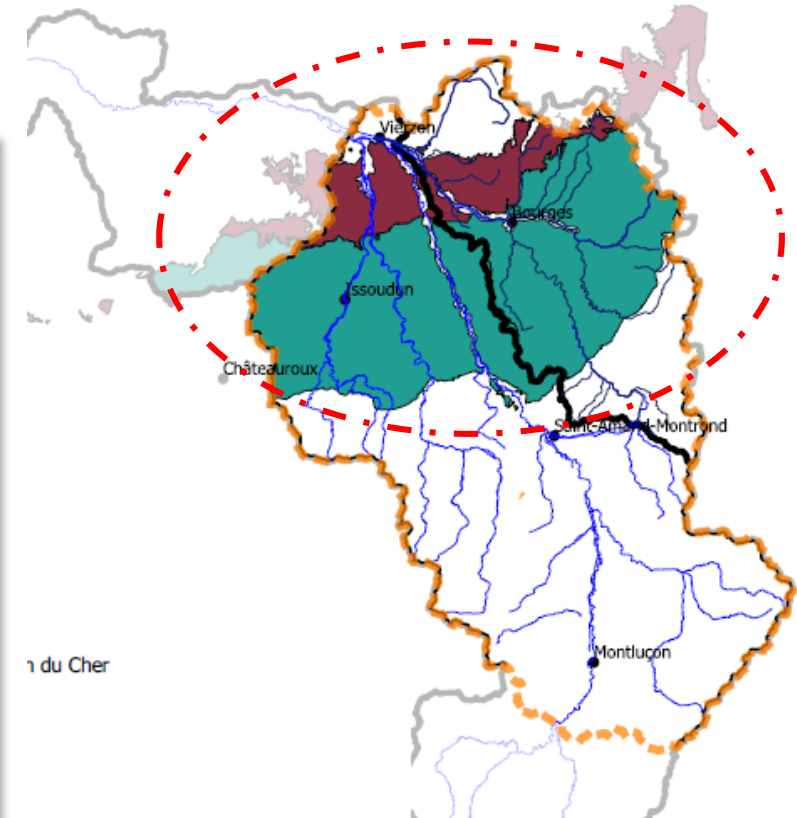 Vierzon
Bourges
Issoudun
Châteauroux
Saint-Amand-Montrond
n du Cher
Montluçon